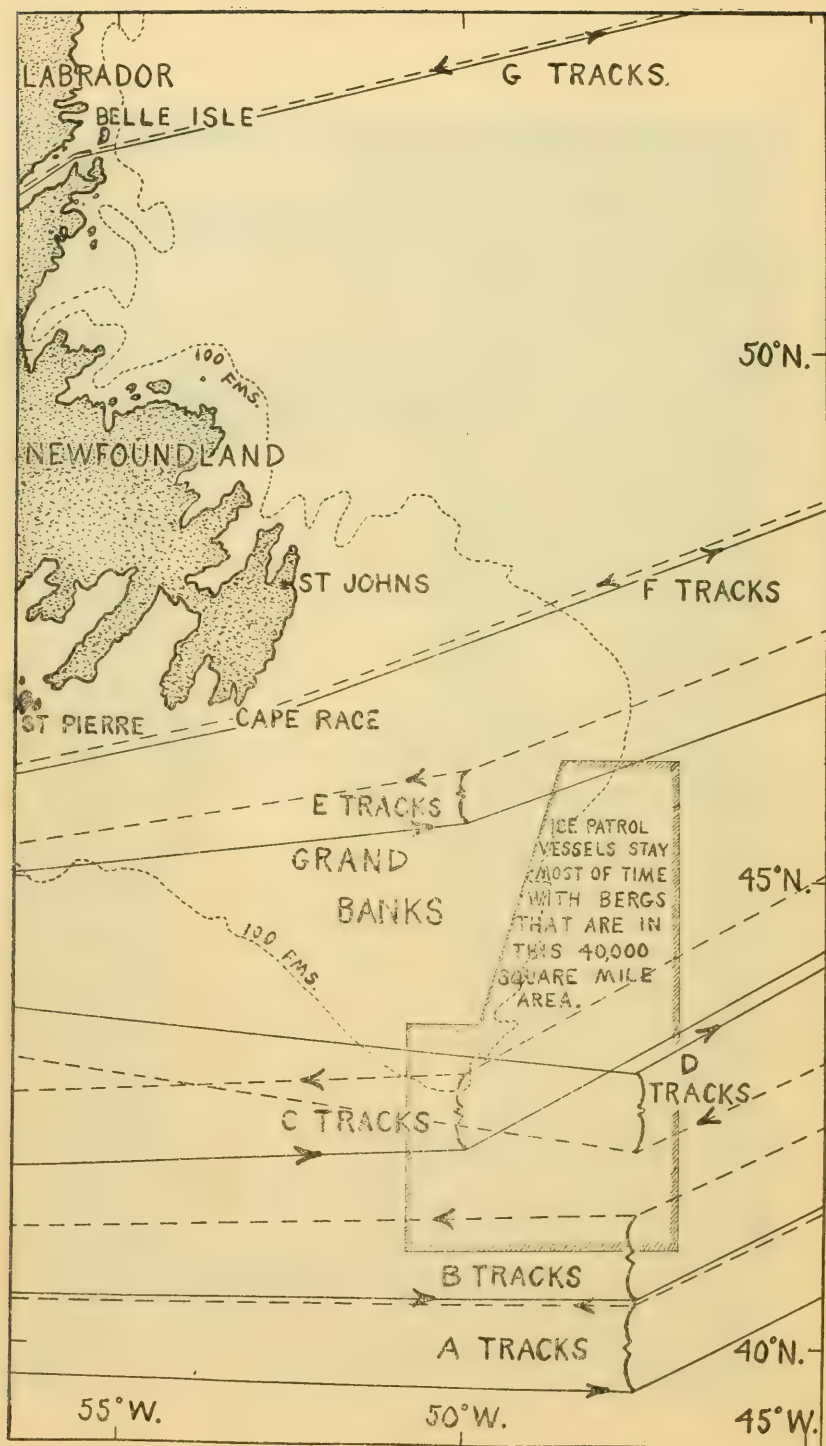 G TRACKS.
LABRADOR
BELLE ISLE
50°N.
100
FMS.
NEWFOUNDLAND
ST JOHNS
F TRACKS
ST PIERRE
CAPE RACE
E TRACKS
GRAND
BANKS
ICE PATROL
VESSELS STAY
MOST OF TIME
WITH BERGS
THAT ARE IN
THIS 40,000
SQUARE MILE
AREA.
45°N.
100 FMS.
D
TRACKS
C TRACKS
B TRACKS
A TRACKS
40°N.
55°W.
50°W.
45°W.